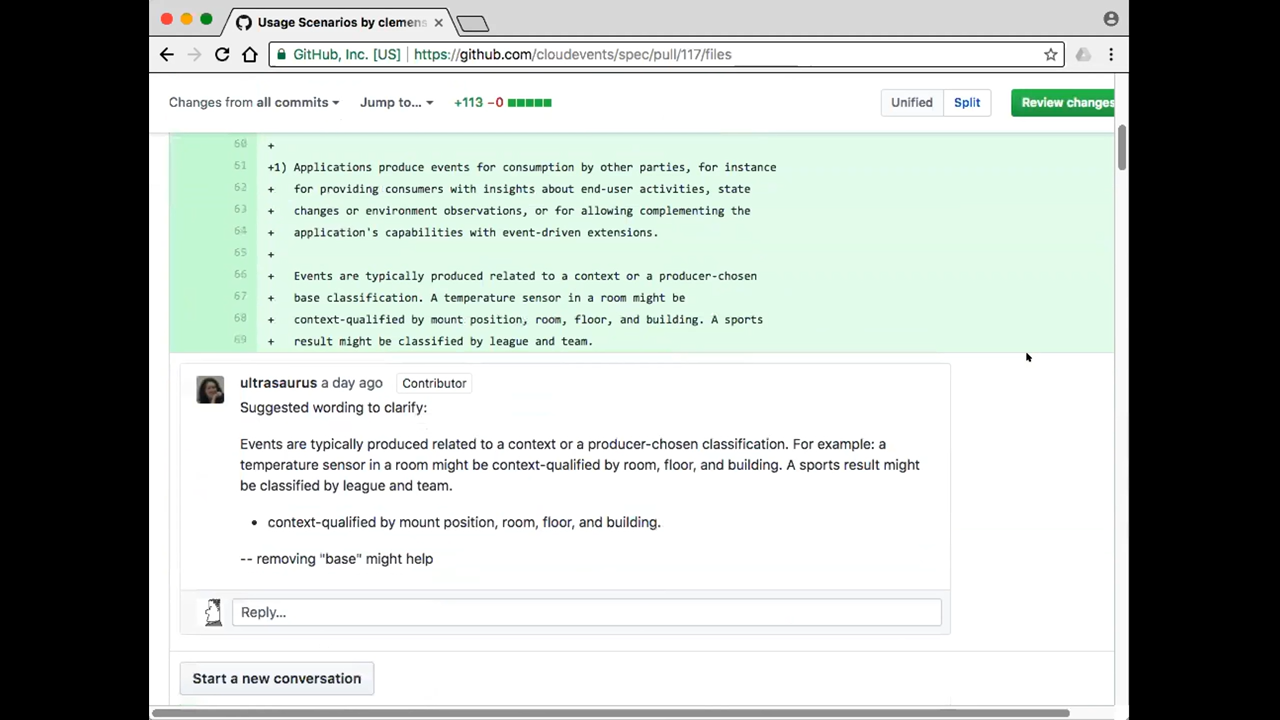 Usage Scenarios by clemens
GitHub, Inc. [US] | https://github.com/cloudevents/spec/pull/117/files
Changes from all commits Jump to... +113 −0 Unified Split Review changes
60 +
61 +1) Applications produce events for consumption by other parties, for instance
62 + for providing consumers with insights about end-user activities, state
63 + changes or environment observations, or for allowing complementing the
64 + application's capabilities with event-driven extensions.
65 +
66 + Events are typically produced related to a context or a producer-chosen
67 + base classification. A temperature sensor in a room might be
68 + context-qualified by mount position, room, floor, and building. A sports
69 + result might be classified by league and team.
ultrasaurus a day ago Contributor
Suggested wording to clarify:
Events are typically produced related to a context or a producer-chosen classification. For example: a
temperature sensor in a room might be context-qualified by room, floor, and building. A sports result might
be classified by league and team.
• context-qualified by mount position, room, floor, and building.
-- removing "base" might help
Reply...
Start a new conversation